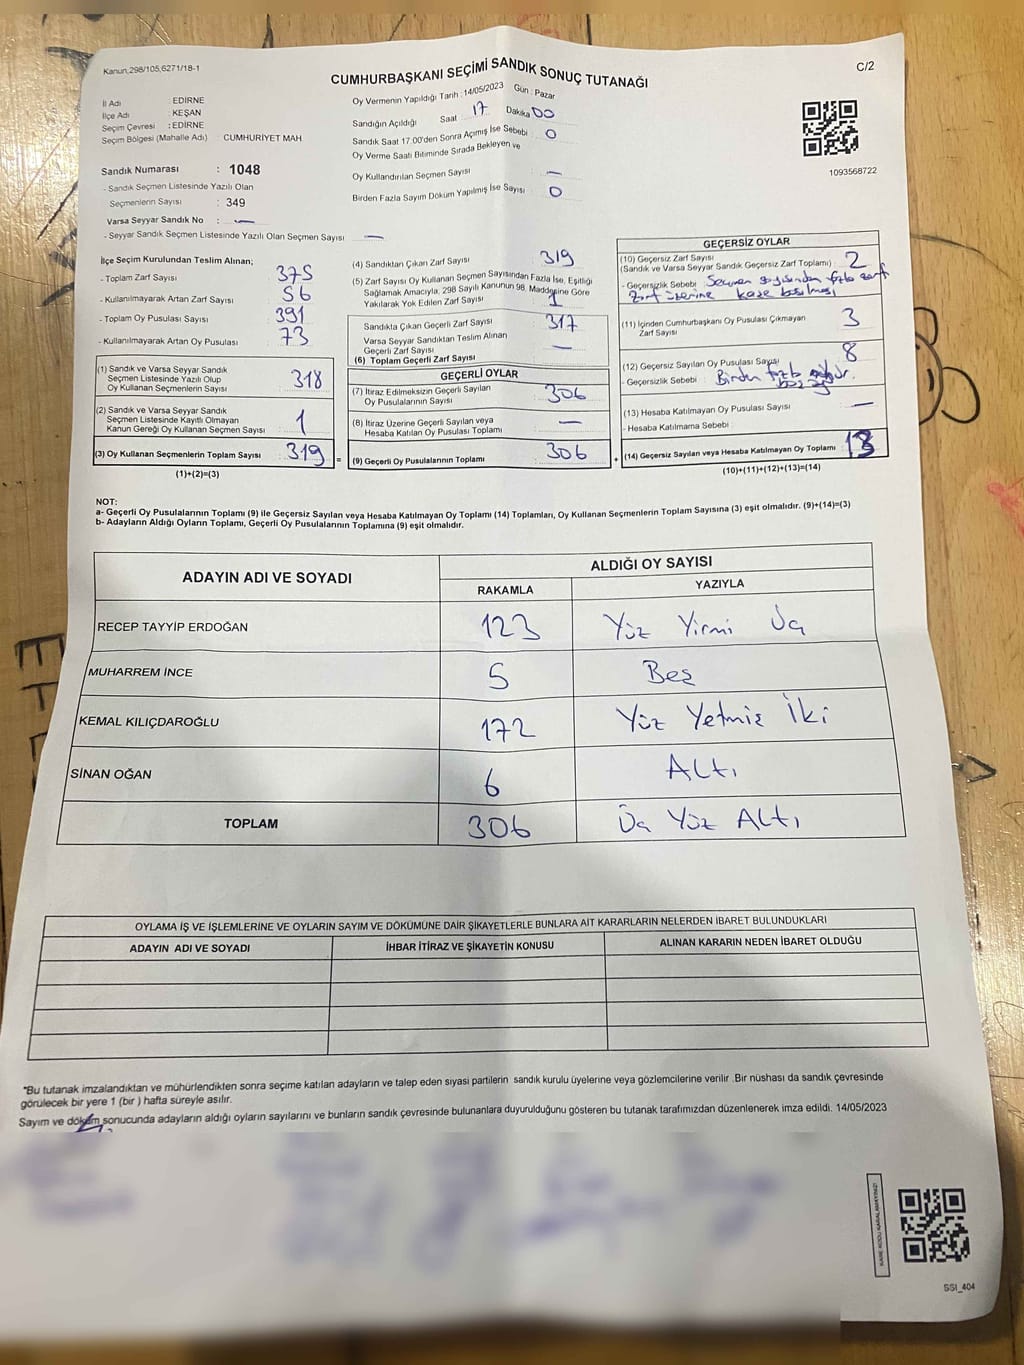 Kanun,298/105,6271/18-1
CUMHURBAŞKANI SEÇİMİ SANDIK SONUÇ TUTANAĞI
C/2
İl Adı : EDİRNE
İlçe Adı : KEŞAN
Seçim Çevresi : EDİRNE
Seçim Bölgesi (Mahalle Adı) : CUMHURİYET MAH
Sandık Numarası : 1048
- Sandık Seçmen Listesinde Yazılı Olan
Seçmenlerin Sayısı : 349
Varsa Seyyar Sandık No : —
- Seyyar Sandık Seçmen Listesinde Yazılı Olan Seçmen Sayısı —
Oy Vermenin Yapıldığı Tarih : 14/05/2023 Gün : Pazar
Sandığın Açıldığı Saat 17 Dakika 00
Sandık Saat 17.00'den Sonra Açımış İse Sebebi 0
Oy Verme Saati Bitiminde Sırada Bekleyen ve
Oy Kullandırılan Seçmen Sayısı —
Birden Fazla Sayım Döküm Yapılmış İse Sayısı 0
1093568722
İlçe Seçim Kurulundan Teslim Alınan;
- Toplam Zarf Sayısı 375
- Kullanılmayarak Artan Zarf Sayısı 56
- Toplam Oy Pusulası Sayısı 391
- Kullanılmayarak Artan Oy Pusulası 73
(1) Sandık ve Varsa Seyyar Sandık
Seçmen Listesinde Yazılı Olup
Oy Kullanan Seçmenlerin Sayısı 318
(2) Sandık ve Varsa Seyyar Sandık
Seçmen Listesinde Kayıtlı Olmayan
Kanun Gereği Oy Kullanan Seçmen Sayısı 1
(3) Oy Kullanan Seçmenlerin Toplam Sayısı 319 =
(1)+(2)=(3)
(4) Sandıktan Çıkan Zarf Sayısı 319
(5) Zarf Sayısı Oy Kullanan Seçmen Sayısından Fazla İse, Eşitliği
Sağlamak Amacıyla, 298 Sayılı Kanunun 98. Maddesine Göre
Yakılarak Yok Edilen Zarf Sayısı 1
Sandıkta Çıkan Geçerli Zarf Sayısı 317
Varsa Seyyar Sandıktan Teslim Alınan
Geçerli Zarf Sayısı —
(6) Toplam Geçerli Zarf Sayısı
GEÇERLİ OYLAR
(7) İtiraz Edilmeksizin Geçerli Sayılan
Oy Pusulalarının Sayısı 306
(8) İtiraz Üzerine Geçerli Sayılan veya
Hesaba Katılan Oy Pusulası Toplamı —
(9) Geçerli Oy Pusulalarının Toplamı 306 +
GEÇERSİZ OYLAR
(10) Geçersiz Zarf Sayısı
(Sandık ve Varsa Seyyar Sandık Geçersiz Zarf Toplamı) 2
- Geçersizlik Sebebi : Seçmen sayısından fazla zarf
zarf üzerine kaşe basılması
(11) İçinden Cumhurbaşkanı Oy Pusulası Çıkmayan
Zarf Sayısı 3
(12) Geçersiz Sayılan Oy Pusulası Sayısı 8
- Geçersizlik Sebebi : Birden fazla
(13) Hesaba Katılmayan Oy Pusulası Sayısı —
- Hesaba Katılmama Sebebi
(14) Geçersiz Sayılan veya Hesaba Katılmayan Oy Toplamı 13
(10)+(11)+(12)+(13)=(14)
NOT:
a- Geçerli Oy Pusulalarının Toplamı (9) ile Geçersiz Sayılan veya Hesaba Katılmayan Oy Toplamı (14) Toplamları, Oy Kullanan Seçmenlerin Toplam Sayısına (3) eşit olmalıdır. (9)+(14)=(3)
b- Adayların Aldığı Oyların Toplamı, Geçerli Oy Pusulalarının Toplamına (9) eşit olmalıdır.
ADAYIN ADI VE SOYADI
ALDIĞI OY SAYISI
RAKAMLA YAZIYLA
RECEP TAYYİP ERDOĞAN 123 Yüz Yirmi Üç
MUHARREM İNCE 5 Beş
KEMAL KILIÇDAROĞLU 172 Yüz Yetmiş İki
SİNAN OĞAN 6 Altı
TOPLAM 306 Üç Yüz Altı
OYLAMA İŞ VE İŞLEMLERİNE VE OYLARIN SAYIM VE DÖKÜMÜNE DAİR ŞİKAYETLERLE BUNLARA AİT KARARLARIN NELERDEN İBARET BULUNDUKLARI
ADAYIN ADI VE SOYADI İHBAR İTİRAZ VE ŞİKAYETİN KONUSU ALINAN KARARIN NEDEN İBARET OLDUĞU
*Bu tutanak imzalandıktan ve mühürlendikten sonra seçime katılan adayların ve talep eden siyasi partilerin sandık kurulu üyelerine veya gözlemcilerine verilir .Bir nüshası da sandık çevresinde
görülecek bir yere 1 (bir ) hafta süreyle asılır.
Sayım ve döküm sonucunda adayların aldığı oyların sayılarını ve bunların sandık çevresinde bulunanlara duyurulduğunu gösteren bu tutanak tarafımızdan düzenlenerek imza edildi. 14/05/2023
KARE KODU KARALAMAYINIZ!
SSI_404